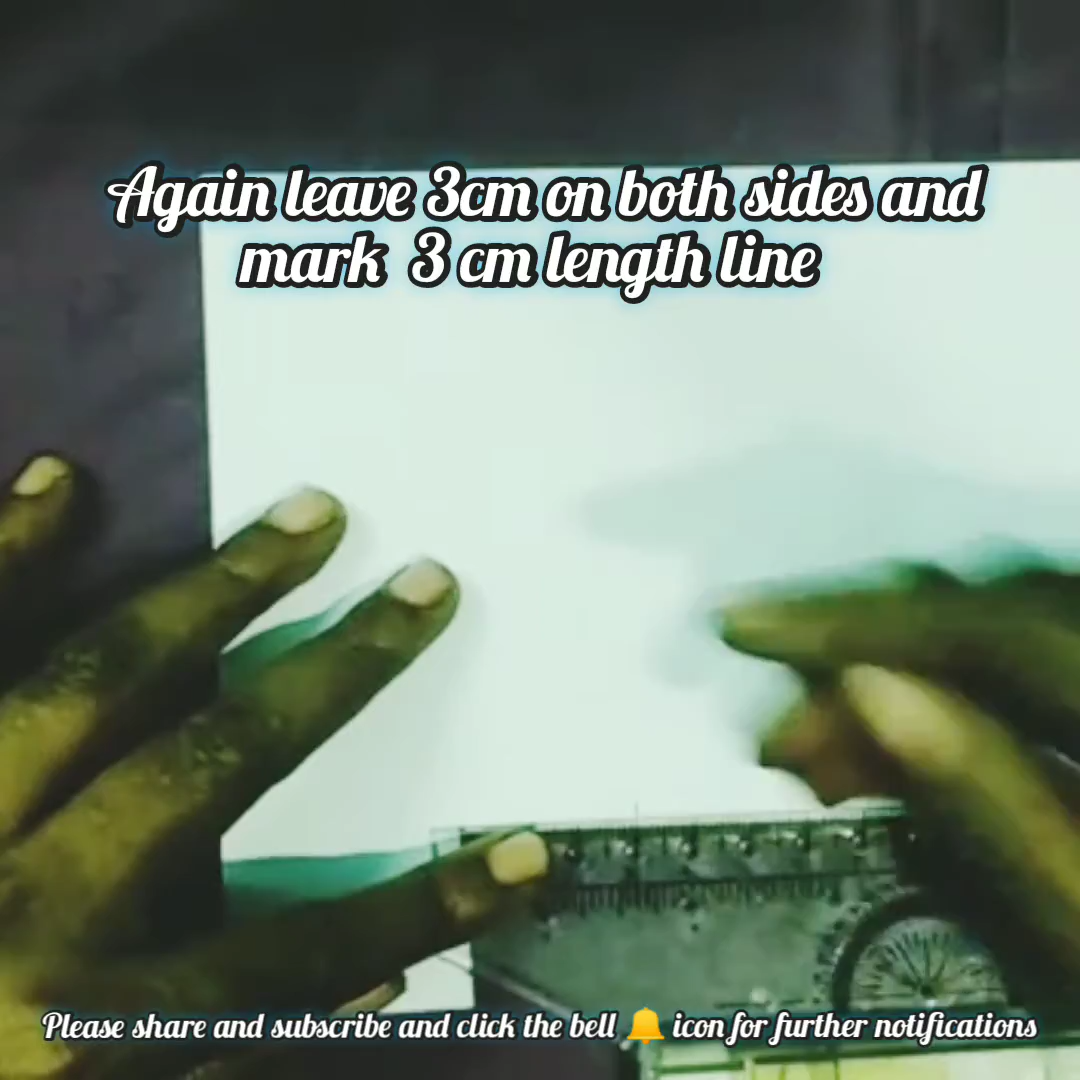 Again leave 3cm on both sides and
mark 3 cm length line
Please share and subscribe and click the bell 🔔 icon for further notifications